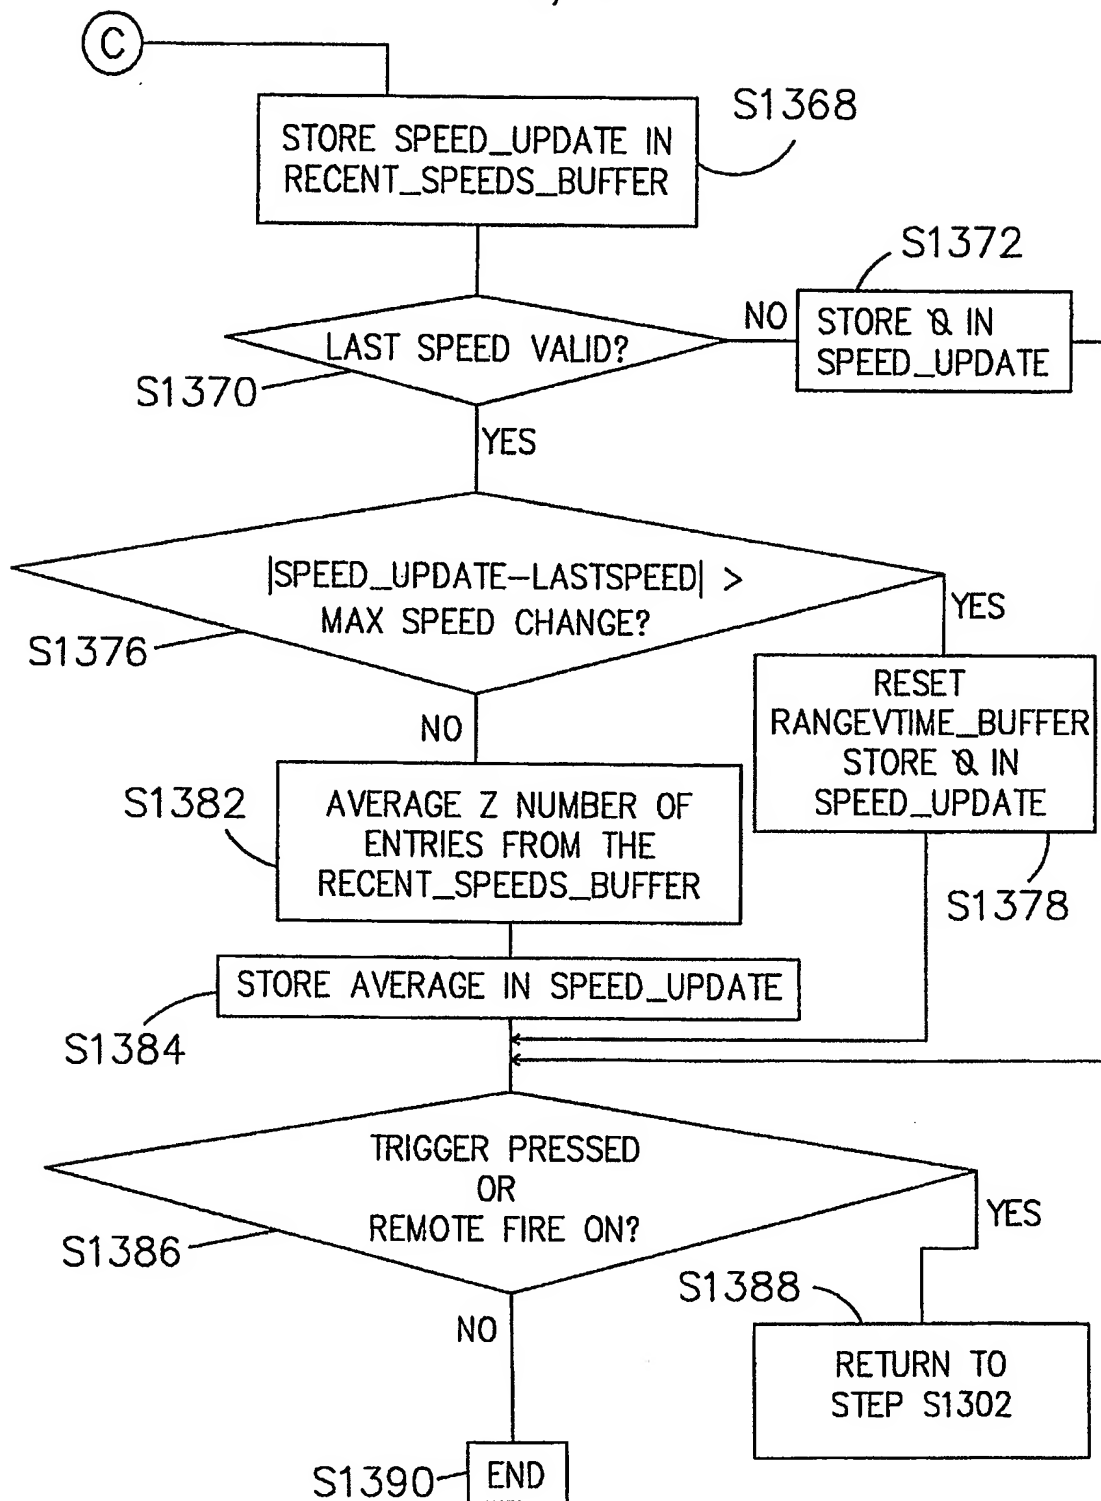 C
S1368
STORE SPEED_UPDATE IN
RECENT_SPEEDS_BUFFER
S1372
NO
STORE 0 IN
SPEED_UPDATE
LAST SPEED VALID?
S1370
YES
|SPEED_UPDATE-LASTSPEED| >
MAX SPEED CHANGE?
S1376
YES
NO
RESET
RANGEVTIME_BUFFER
STORE 0 IN
SPEED_UPDATE
S1378
S1382
AVERAGE Z NUMBER OF
ENTRIES FROM THE
RECENT_SPEEDS_BUFFER
STORE AVERAGE IN SPEED_UPDATE
S1384
TRIGGER PRESSED
OR
REMOTE FIRE ON?
S1386
YES
S1388
NO
RETURN TO
STEP S1302
S1390
END